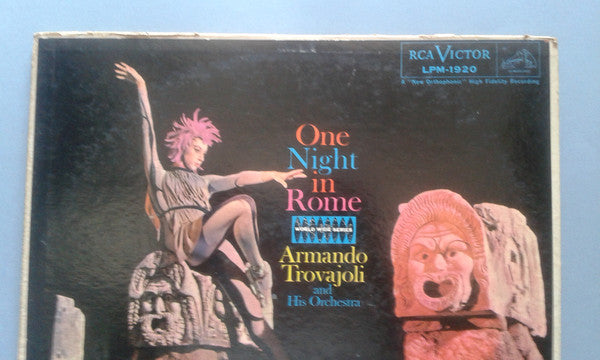 RCA VICTOR
LPM-1920
A "New Orthophonic" High Fidelity Recording
One
Night
in
Rome
WORLD WIDE SERIES
Armando
Trovajoli
and
His Orchestra